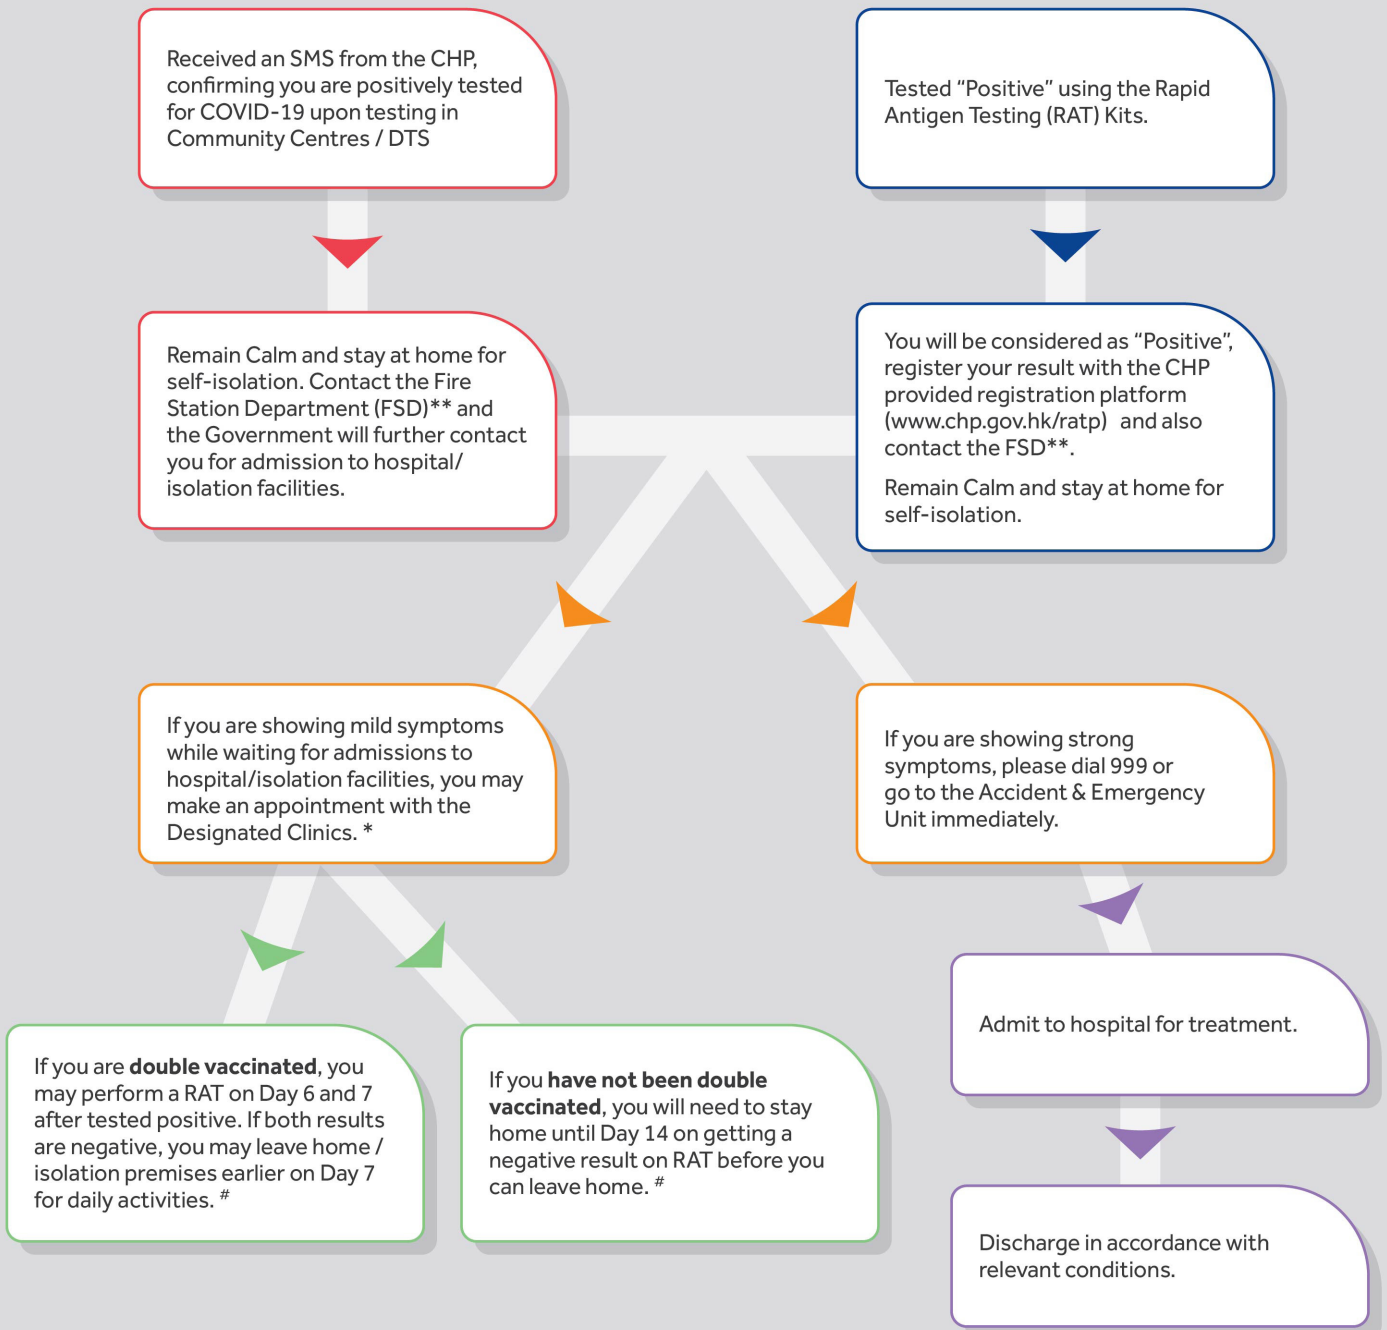 Received an SMS from the CHP,
confirming you are positively tested
for COVID-19 upon testing in
Community Centres / DTS
Tested “Positive” using the Rapid
Antigen Testing (RAT) Kits.
Remain Calm and stay at home for
self-isolation. Contact the Fire
Station Department (FSD)** and
the Government will further contact
you for admission to hospital/
isolation facilities.
You will be considered as “Positive”,
register your result with the CHP
provided registration platform
(www.chp.gov.hk/ratp) and also
contact the FSD**.
Remain Calm and stay at home for
self-isolation.
If you are showing mild symptoms
while waiting for admissions to
hospital/isolation facilities, you may
make an appointment with the
Designated Clinics. *
If you are showing strong
symptoms, please dial 999 or
go to the Accident & Emergency
Unit immediately.
If you are double vaccinated, you
may perform a RAT on Day 6 and 7
after tested positive. If both results
are negative, you may leave home /
isolation premises earlier on Day 7
for daily activities. #
If you have not been double
vaccinated, you will need to stay
home until Day 14 on getting a
negative result on RAT before you
can leave home. #
Admit to hospital for treatment.
Discharge in accordance with
relevant conditions.